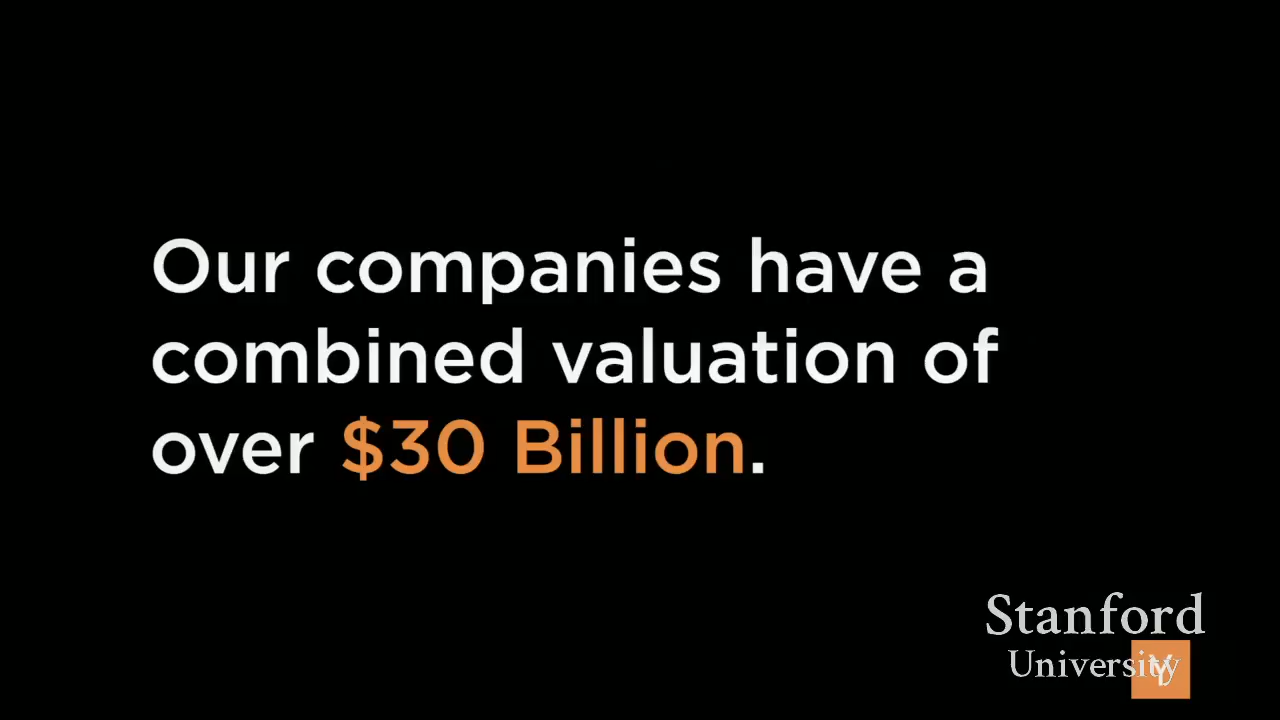 Our companies have a
combined valuation of
over $30 Billion.
Stanford
University
Y